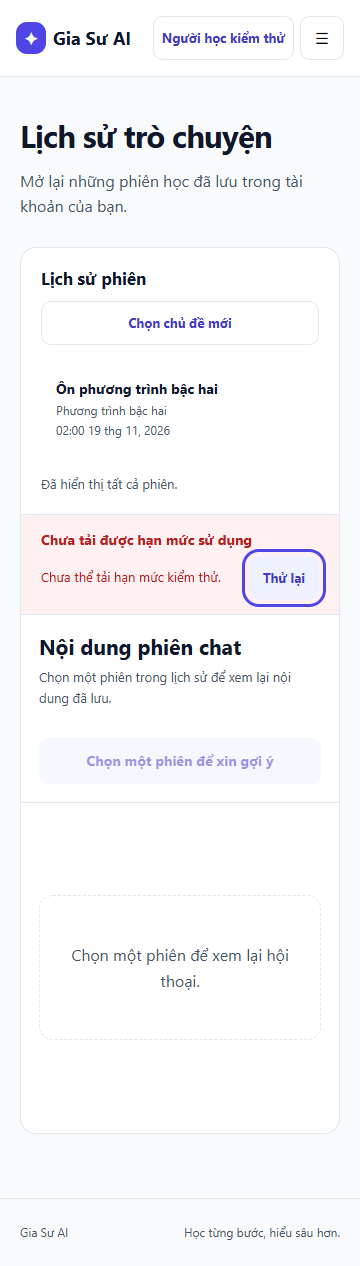 Gia Sư AI
Người học kiểm thử
Lịch sử trò chuyện
Mở lại những phiên học đã lưu trong tài
khoản của bạn.
Lịch sử phiên
Chọn chủ đề mới
Ôn phương trình bậc hai
Phương trình bậc hai
02:00 19 thg 11, 2026
Đã hiển thị tất cả phiên.
Chưa tải được hạn mức sử dụng
Chưa thể tải hạn mức kiểm thử.
Thử lại
Nội dung phiên chat
Chọn một phiên trong lịch sử để xem lại nội
dung đã lưu.
Chọn một phiên để xin gợi ý
Chọn một phiên để xem lại hội
thoại.
Gia Sư AI
Học từng bước, hiểu sâu hơn.